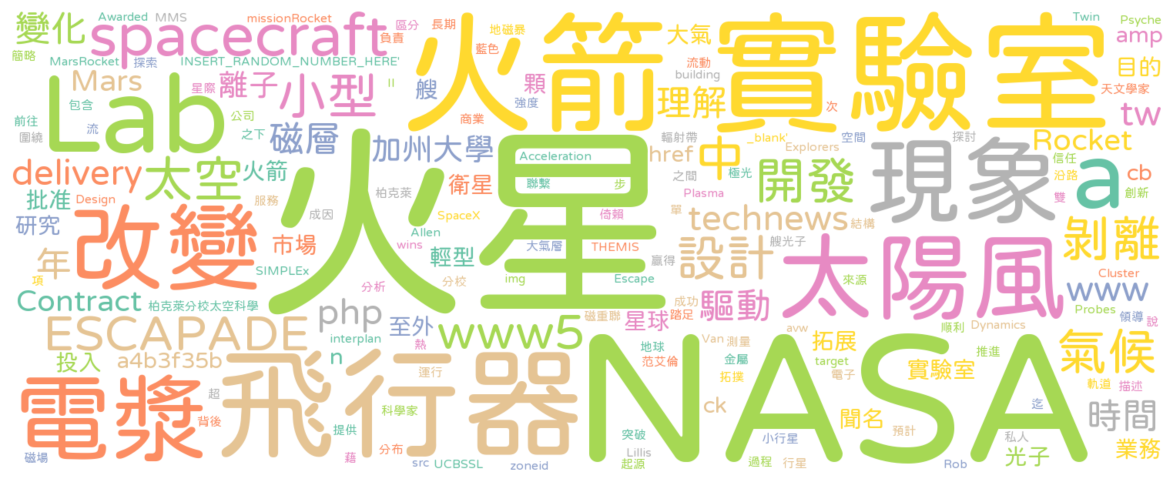 變化
Awarded
MMS
missionRocket
負責
區分
長期
地磁暴
藍色
大氣
Twin
Psyche
amp
簡略
spacecraft
火箭實驗室
MarsRocket
探索
INSERT_RANDOM_NUMBER_HERE'
流動
building
目的
天文學家
Mars
星際
離子
小型
II
艘
顆
強度
理解
tw
包含
公司
商業
次
前往
圍繞
流
之下
Lab
磁層
加州大學
輻射帶
_blank'
Explorers
空間
探討
Rocket
火星
Acceleration
href
之間
中
極光
開發
現象
信任
沿路
a
cb
創新
delivery
太空
火箭
柏克萊
衛星
聯繫
步
Plasma
雙
批准
Design
服務
成因
SpaceX
倚賴
單
technews
結構
研究
改變
市場
Allen
wins
輕型
大氣層
THEMIS
贏得
艘光子
設計
太陽風
剝離
年
SIMPLEx
分析
分校
img
Escape
來源
Cluster
www
Contract
柏克萊分校太空科學
php
至外
磁重聯
成功
踏足
星球
驅動
Probes
領導
說
ESCAPADE
interplan
n
熱
www5
地球
范艾倫
金屬
Van
測量
avw
拓展
順利
Dynamics
推進
氣候
投入
a4b3f35b
運行
拓撲
target
電子
實驗室
軌道
描述
電漿
飛行器
NASA
超
背後
科學家
提供
分布
藉
ck
聞名
預計
迄
時間
私人
磁場
src
UCBSSL
zoneid
突破
起源
Lillis
小行星
過程
行星
Rob
光子
業務